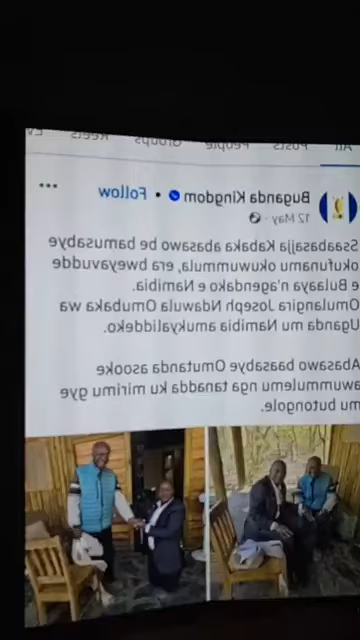 All Posts People Groups Reels Ev
Buganda Kingdom • Follow
12 May
Ssaabasajja Kabaka abasawo be bamusabye
okufunamu okuwummula, era bweyavudde
e Bulaaya n'agendako e Namibia.
Omulangira Joseph Ndawula Omubaka wa
Uganda mu Namibia amukyaliddeko.
Abasawo baasabye Omutanda asooke
awummulemu nga tanadda ku mirimu gye
mu butongole.